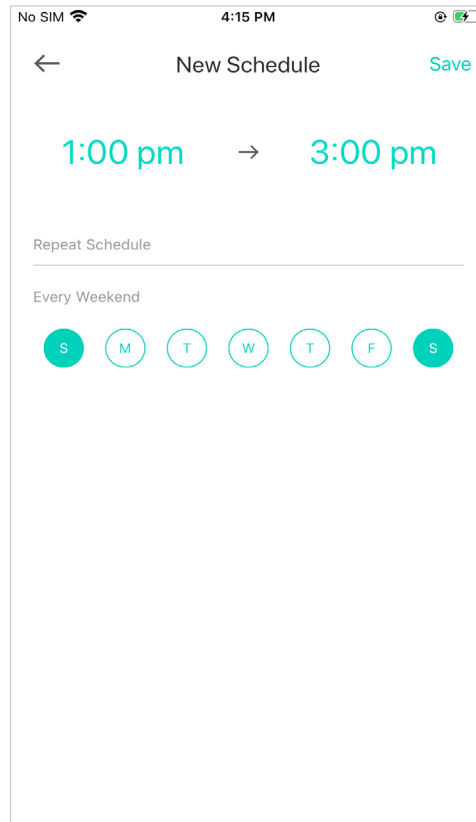 No SIM 4:15 PM
New Schedule Save
1:00 pm → 3:00 pm
Repeat Schedule
Every Weekend
S M T W T F S